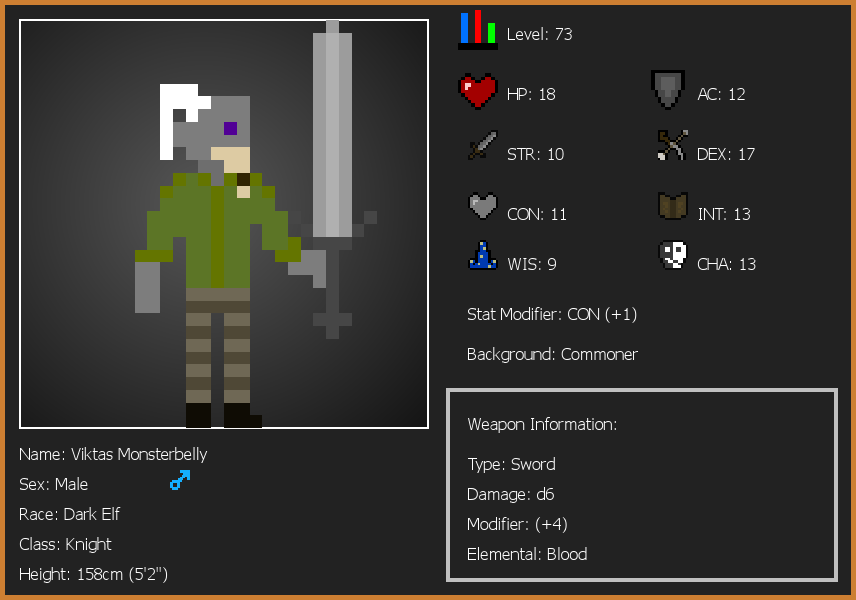 Level: 73
HP: 18
AC: 12
STR: 10
DEX: 17
CON: 11
INT: 13
WIS: 9
CHA: 13
Stat Modifier: CON (+1)
Background: Commoner
Weapon Information:
Type: Sword
Damage: d6
Modifier: (+4)
Elemental: Blood
Name: Viktas Monsterbelly
Sex: Male
Race: Dark Elf
Class: Knight
Height: 158cm (5'2")